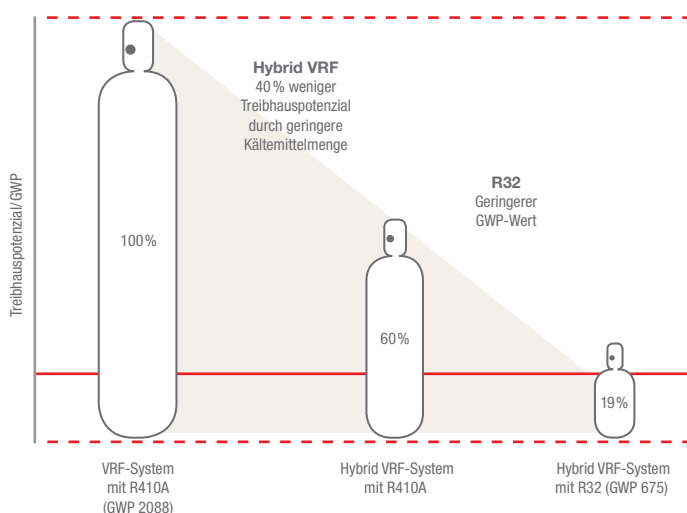 Treibhauspotenzial/GWP
Hybrid VRF
40 % weniger
Treibhauspotenzial
durch geringere
Kältemittelmenge
R32
Geringerer
GWP-Wert
100 %
60 %
19 %
VRF-System
mit R410A
(GWP 2088)
Hybrid VRF-System
mit R410A
Hybrid VRF-System
mit R32 (GWP 675)